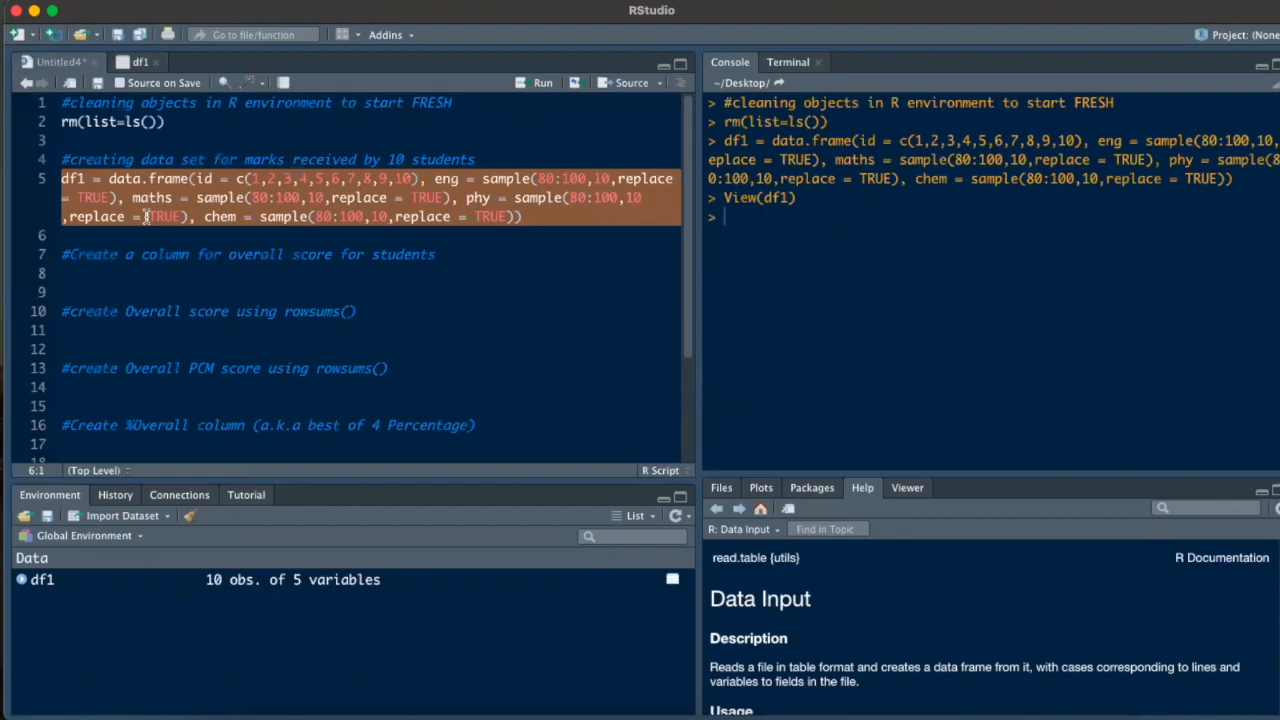 RStudio
Go to file/function
Addins
Project: (None
Untitled4*
df1
Source on Save
Run
Source
1 #cleaning objects in R environment to start FRESH
2 rm(list=ls())
3
4 #creating data set for marks received by 10 students
5 df1 = data.frame(id = c(1,2,3,4,5,6,7,8,9,10), eng = sample(80:100,10,replace
= TRUE), maths = sample(80:100,10,replace = TRUE), phy = sample(80:100,10
,replace = TRUE), chem = sample(80:100,10,replace = TRUE))
6
7 #Create a column for overall score for students
8
9
10 #create Overall score using rowsums()
11
12
13 #create Overall PCM score using rowsums()
14
15
16 #Create %Overall column (a.k.a best of 4 Percentage)
17
18
6:1 (Top Level) R Script
Console
Terminal
~/Desktop/
> #cleaning objects in R environment to start FRESH
> rm(list=ls())
> df1 = data.frame(id = c(1,2,3,4,5,6,7,8,9,10), eng = sample(80:100,10,r
eplace = TRUE), maths = sample(80:100,10,replace = TRUE), phy = sample(8
0:100,10,replace = TRUE), chem = sample(80:100,10,replace = TRUE))
> View(df1)
>
Environment
History
Connections
Tutorial
Import Dataset
List
Global Environment
Data
df1 10 obs. of 5 variables
Files
Plots
Packages
Help
Viewer
R: Data Input
Find in Topic
read.table {utils}
R Documentation
Data Input
Description
Reads a file in table format and creates a data frame from it, with cases corresponding to lines and
variables to fields in the file.
Usage